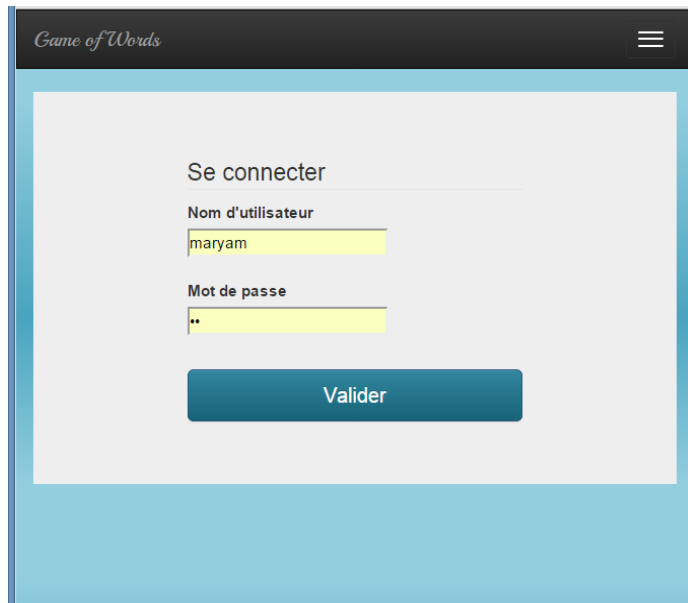 Game of Words
Se connecter
Nom d'utilisateur
maryam
Mot de passe
••
Valider